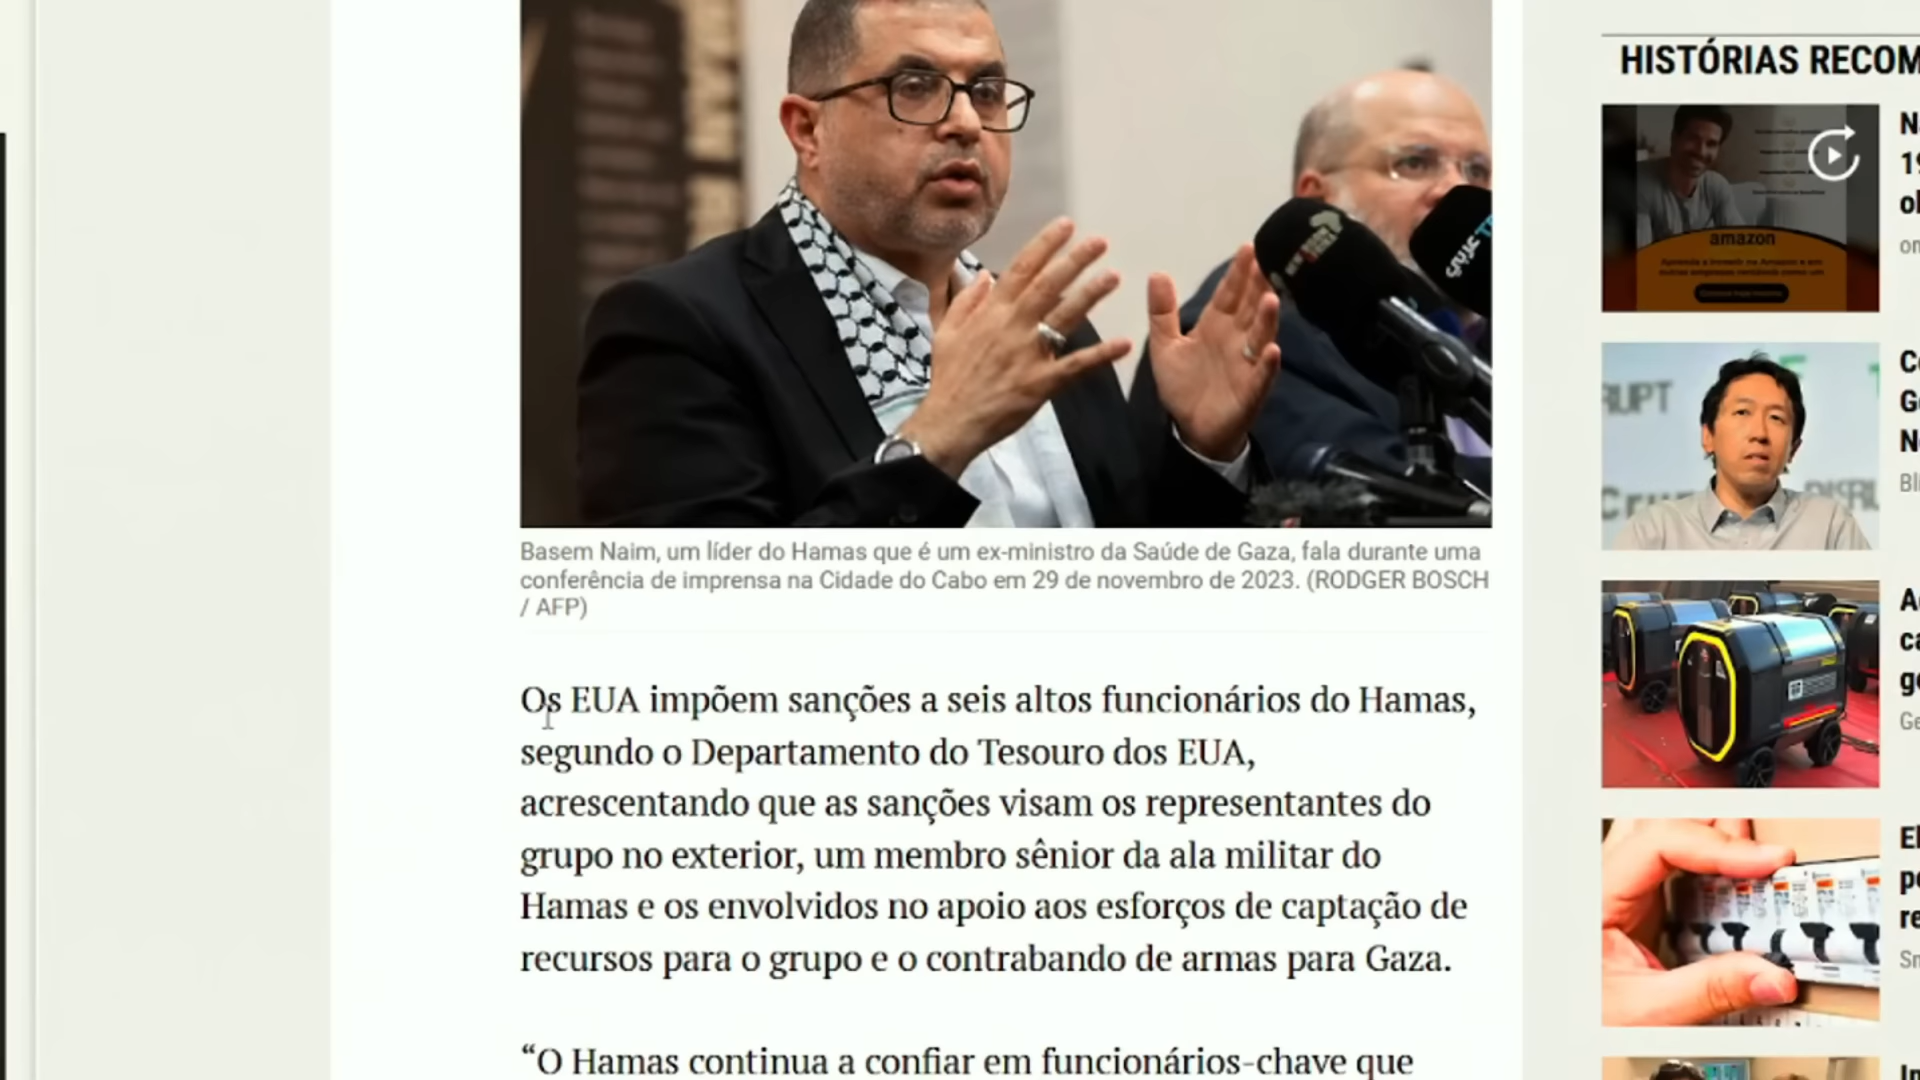 HISTÓRIAS RECOM
amazon
Basem Naim, um líder do Hamas que é um ex-ministro da Saúde de Gaza, fala durante uma
conferência de imprensa na Cidade do Cabo em 29 de novembro de 2023. (RODGER BOSCH
/ AFP)
Os EUA impõem sanções a seis altos funcionários do Hamas,
segundo o Departamento do Tesouro dos EUA,
acrescentando que as sanções visam os representantes do
grupo no exterior, um membro sênior da ala militar do
Hamas e os envolvidos no apoio aos esforços de captação de
recursos para o grupo e o contrabando de armas para Gaza.
“O Hamas continua a confiar em funcionários-chave que